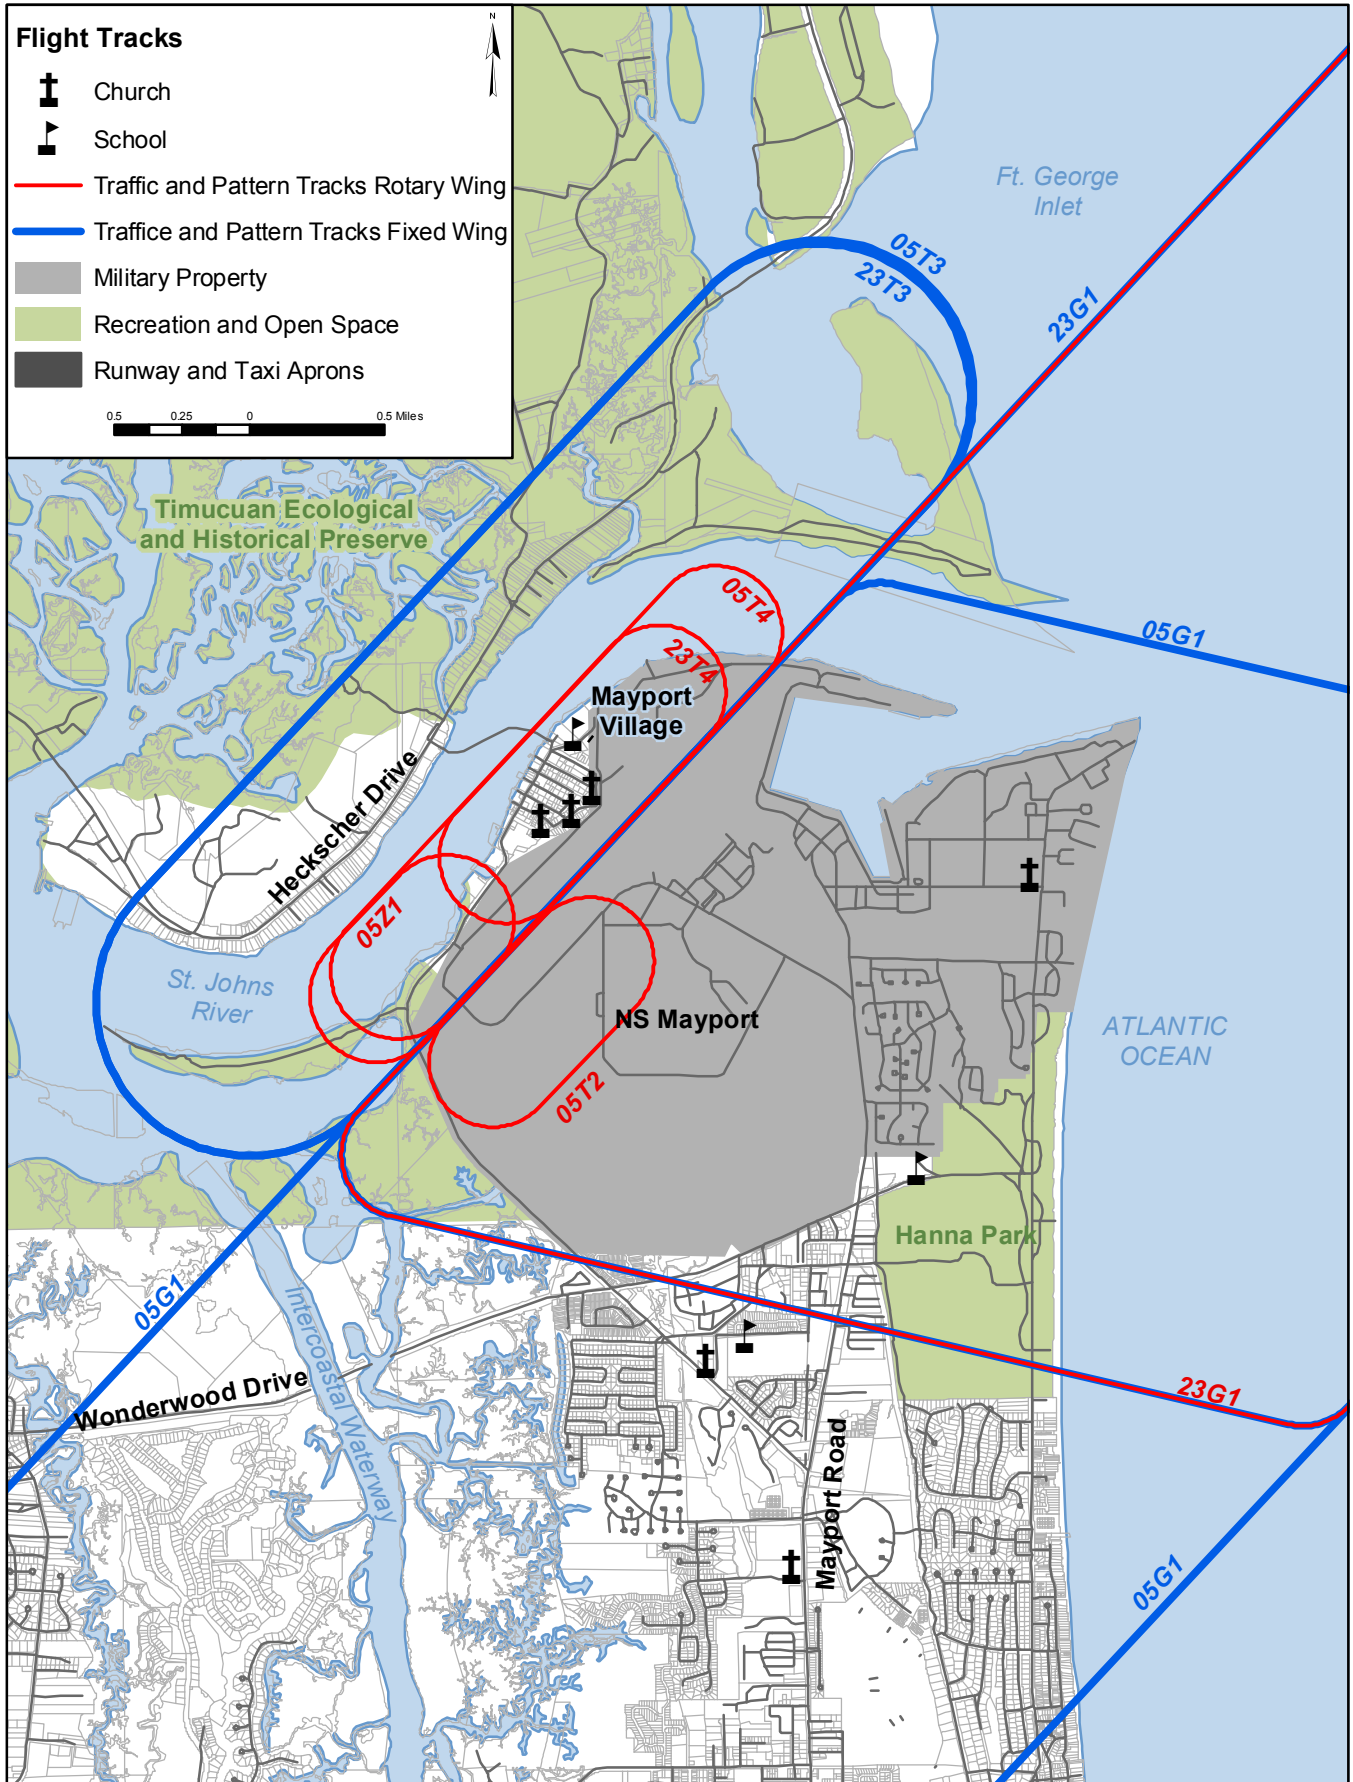 Flight Tracks
N
Church
School
Traffic and Pattern Tracks Rotary Wing
Traffice and Pattern Tracks Fixed Wing
Military Property
Recreation and Open Space
Runway and Taxi Aprons
0.5 0.25 0 0.5 Miles
Ft. George
Inlet
05T3
23T3
23G1
Timucuan Ecological
and Historical Preserve
05T4
05G1
23T4
Mayport
Village
Heckscher Drive
05Z1
St. Johns
River
NS Mayport
ATLANTIC
OCEAN
05T2
Hanna Park
05G1
Intercoastal Waterway
Wonderwood Drive
23G1
Mayport Road
05G1